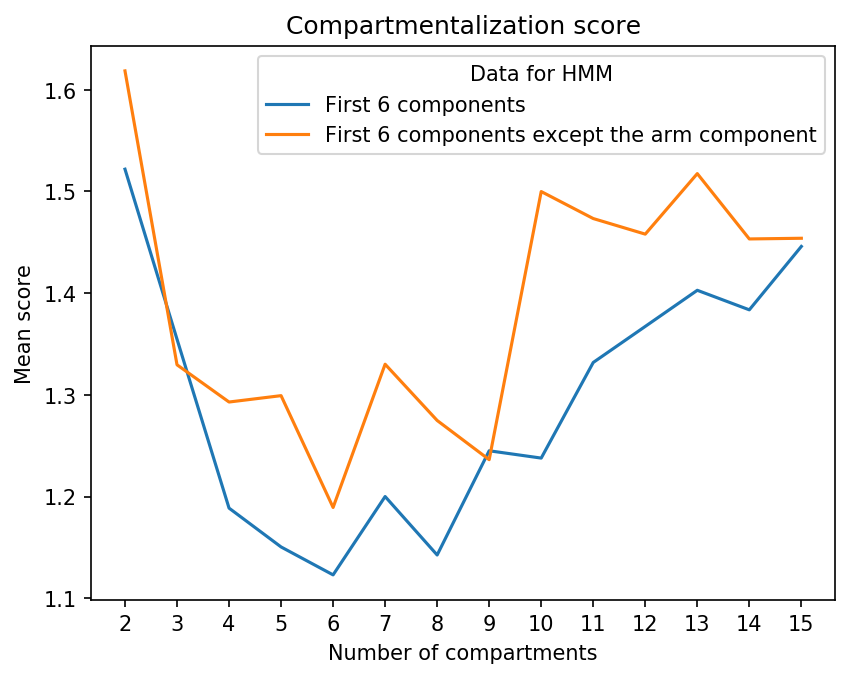 Compartmentalization score
Data for HMM
First 6 components
First 6 components except the arm component
Mean score
1.6
1.5
1.4
1.3
1.2
1.1
2 3 4 5 6 7 8 9 10 11 12 13 14 15
Number of compartments